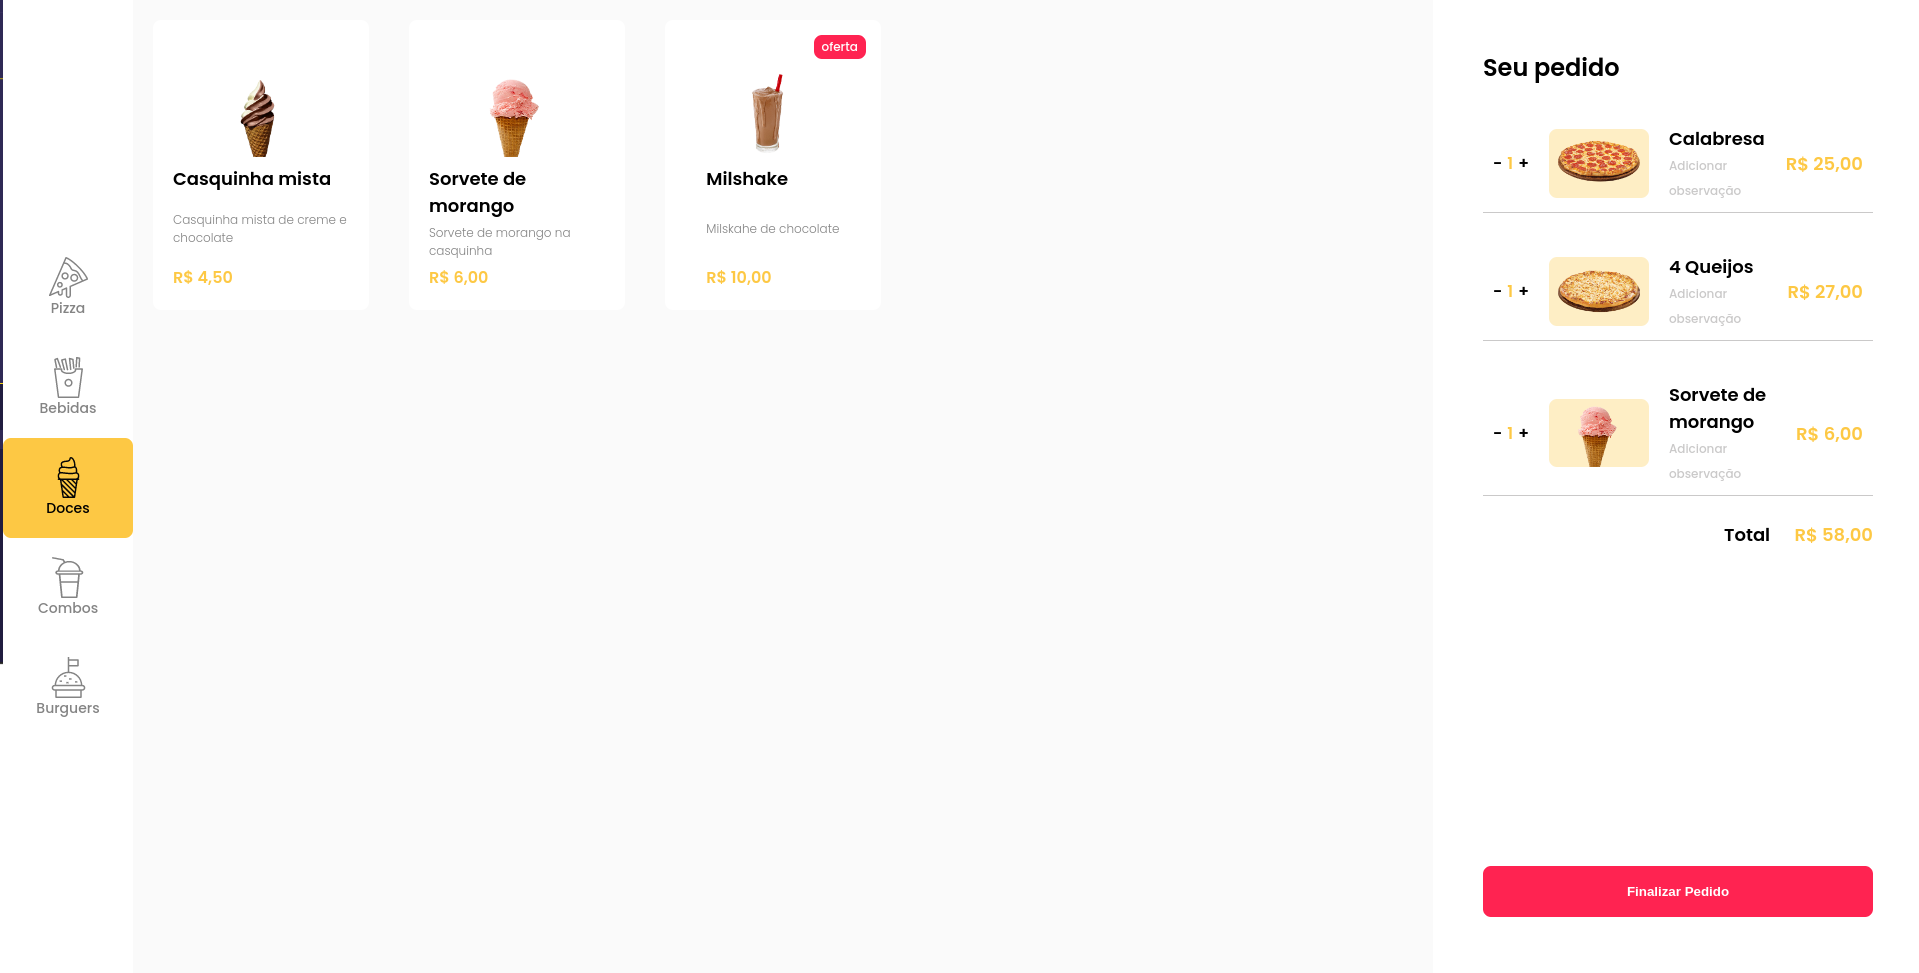 Pizza
Bebidas
Doces
Combos
Burguers
Casquinha mista
Casquinha mista de creme e
chocolate
R$ 4,50
Sorvete de
morango
Sorvete de morango na
casquinha
R$ 6,00
oferta
Milshake
Milskahe de chocolate
R$ 10,00
Seu pedido
- 1 +
Calabresa
Adicionar
observação
R$ 25,00
- 1 +
4 Queijos
Adicionar
observação
R$ 27,00
- 1 +
Sorvete de
morango
Adicionar
observação
R$ 6,00
Total R$ 58,00
Finalizar Pedido